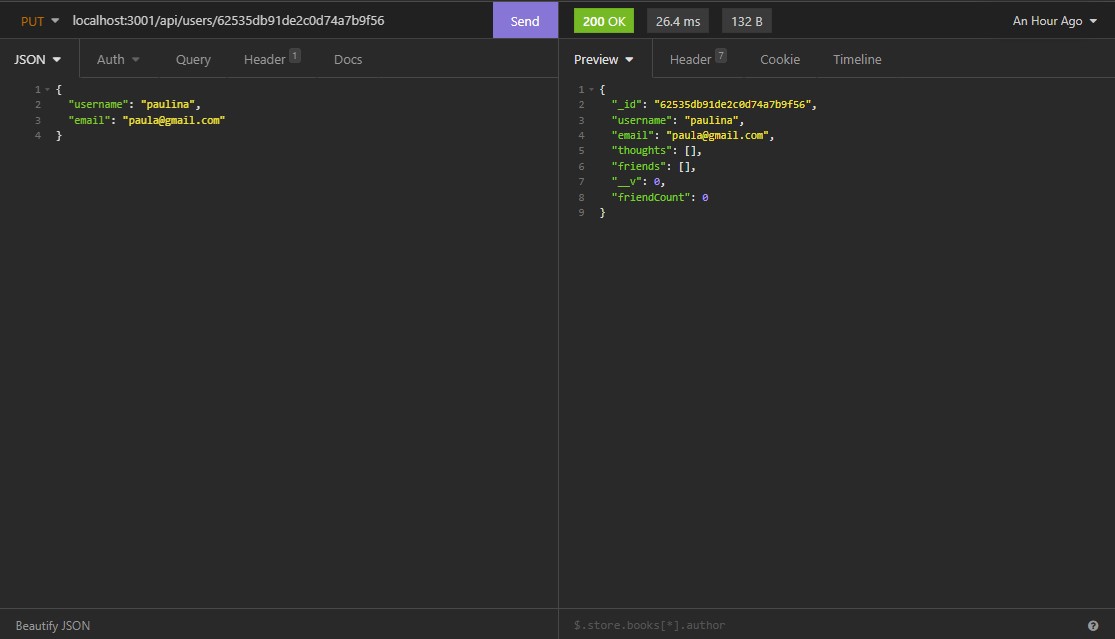 PUT localhost:3001/api/users/62535db91de2c0d74a7b9f56 Send 200 OK 26.4 ms 132 B An Hour Ago
JSON Auth Query Header 1 Docs
1 {
2 "username": "paulina",
3 "email": "paula@gmail.com"
4 }
Preview Header 7 Cookie Timeline
1 {
2 "_id": "62535db91de2c0d74a7b9f56",
3 "username": "paulina",
4 "email": "paula@gmail.com",
5 "thoughts": [],
6 "friends": [],
7 "__v": 0,
8 "friendCount": 0
9 }
Beautify JSON $.store.books[*].author ?